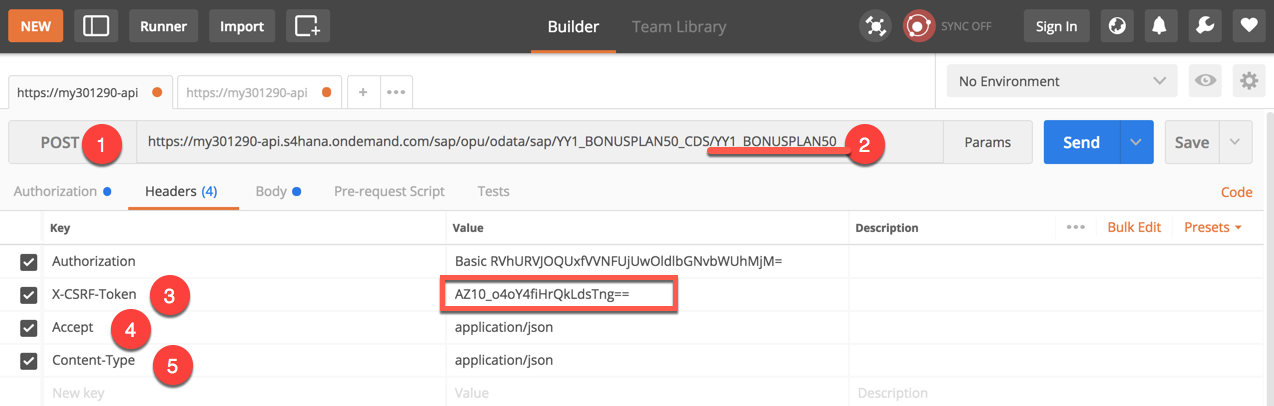 NEW Runner Import Builder Team Library SYNC OFF Sign In
https://my301290-api https://my301290-api + ••• No Environment
POST 1 https://my301290-api.s4hana.ondemand.com/sap/opu/odata/sap/YY1_BONUSPLAN50_CDS/YY1_BONUSPLAN50 2 Params Send Save
Authorization Headers (4) Body Pre-request Script Tests Code
Key Value Description ••• Bulk Edit Presets
Authorization Basic RVhURVJOQUxfVVNFUjUwOldlbGNvbWUhMjM=
X-CSRF-Token 3 AZ10_o4oY4fiHrQkLdsTng==
Accept 4 application/json
Content-Type 5 application/json
New key Value Description